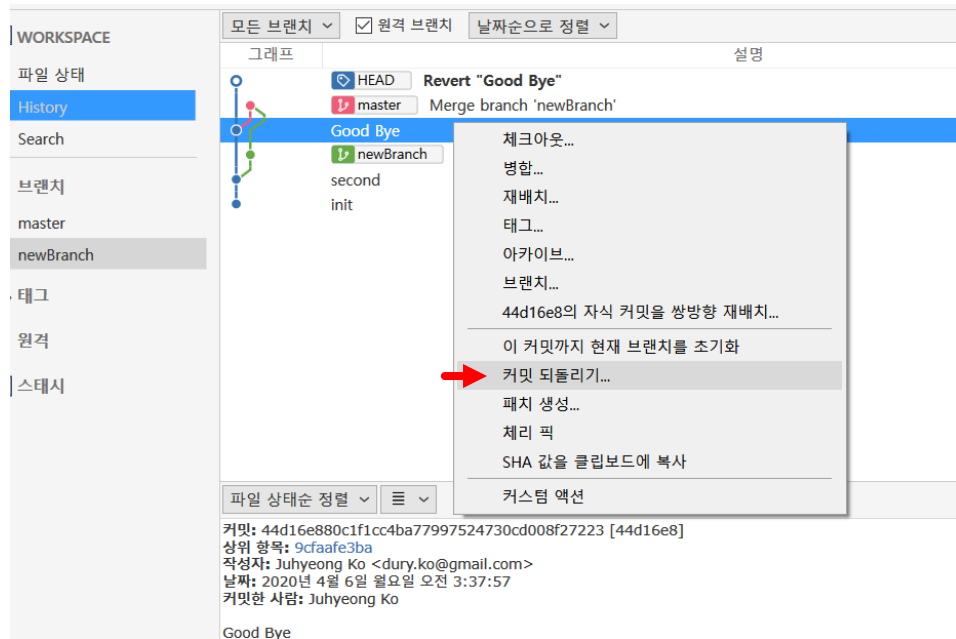 모든 브랜치 원격 브랜치 날짜순으로 정렬
WORKSPACE
파일 상태
History
Search
브랜치
master
newBranch
태그
원격
스태시
그래프 설명
HEAD Revert "Good Bye"
master Merge branch 'newBranch'
Good Bye
newBranch
second
init
체크아웃...
병합...
재배치...
태그...
아카이브...
브랜치...
44d16e8의 자식 커밋을 쌍방향 재배치...
이 커밋까지 현재 브랜치를 초기화
커밋 되돌리기...
패치 생성...
체리 픽
SHA 값을 클립보드에 복사
커스텀 액션
파일 상태순 정렬
커밋: 44d16e880c1f1cc4ba77997524730cd008f27223 [44d16e8]
상위 항목: 9cfaafe3ba
작성자: Juhyeong Ko <dury.ko@gmail.com>
날짜: 2020년 4월 6일 월요일 오전 3:37:57
커밋한 사람: Juhyeong Ko
Good Bye